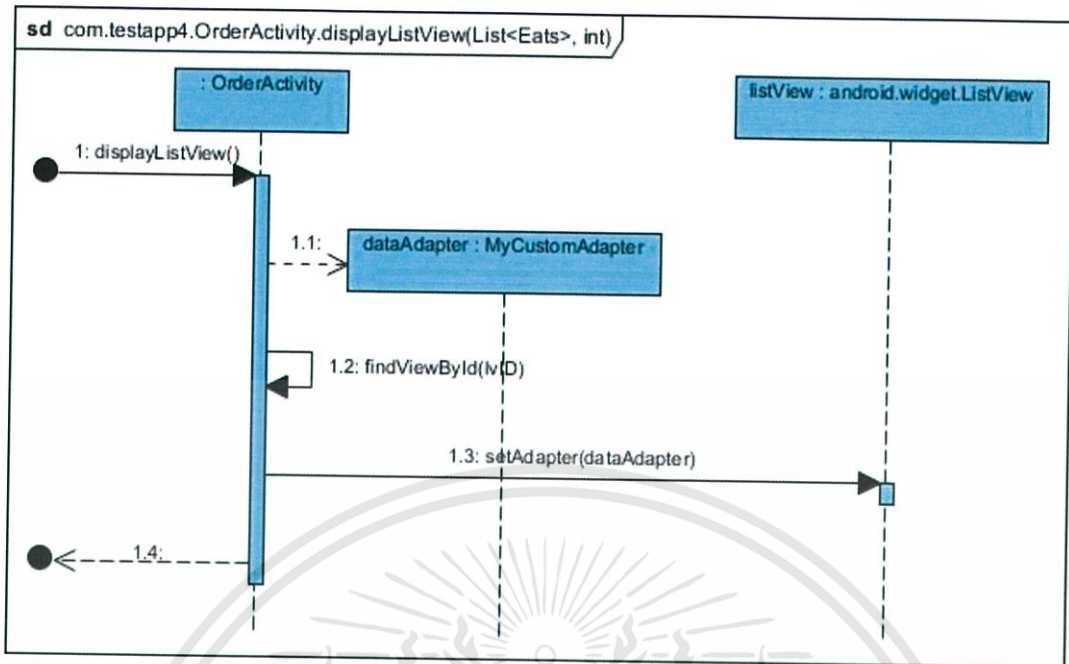 sd com.testapp4.OrderActivity.displayListView(List<Eats>, int)
: OrderActivity
listView : android.widget.ListView
1: displayListView()
1.1:
dataAdapter : MyCustomAdapter
1.2: findViewById(lvID)
1.3: setAdapter(dataAdapter)
1.4: